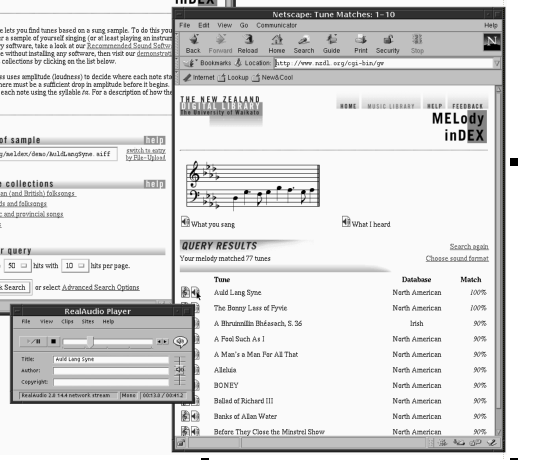 inDEX
e lets you find tunes based on a sung sample. To do this you
r a sample of yourself singing (or at least playing an instrum
y software, take a look at our Recommended Sound Softw
e without installing any software, then visit our demonstrati
collections by clicking on the list below.
ss uses amplitude (loudness) to decide where each note sta
here must be a sufficient drop in amplitude before it begins.
each note using the syllable ta. For a description of how the
of sample
help
g/meldex/demo/AuldLangSyne.aiff
switch to entry
by File-Upload
e collections
help
an (and British) folksongs
ds and folksongs
c and provincial songs
s
r query
50 hits with 10 hits per page.
k Search or select Advanced Search Options
Netscape: Tune Matches: 1-10
File Edit View Go Communicator Help
Back Forward Reload Home Search Guide Print Security Stop
Bookmarks Location: http://www.nzdl.org/cgi-bin/gw
Internet Lookup New&Cool
THE NEW ZEALAND
DIGITAL LIBRARY
The University of Waikato
HOME MUSIC LIBRARY HELP FEEDBACK
MELody
inDEX
What you sang
What I heard
QUERY RESULTS
Search again
Your melody matched 77 tunes
Choose sound format
Tune Database Match
Auld Lang Syne North American 100%
The Bonny Lass of Fyvie North American 100%
A Bhruinnillin Bhéasach, S. 36 Irish 90%
A Fool Such As I North American 90%
A Man's a Man For All That North American 90%
Alleluia North American 90%
BONEY North American 90%
Ballad of Richard III North American 90%
Banks of Allan Water North American 90%
Before They Close the Minstrel Show North American 90%
RealAudio Player
File View Clips Sites Help
Title: Auld Lang Syne
Author:
Copyright:
RealAudio 2.0 14.4 network stream Mono 00:13.0 / 00:41.2